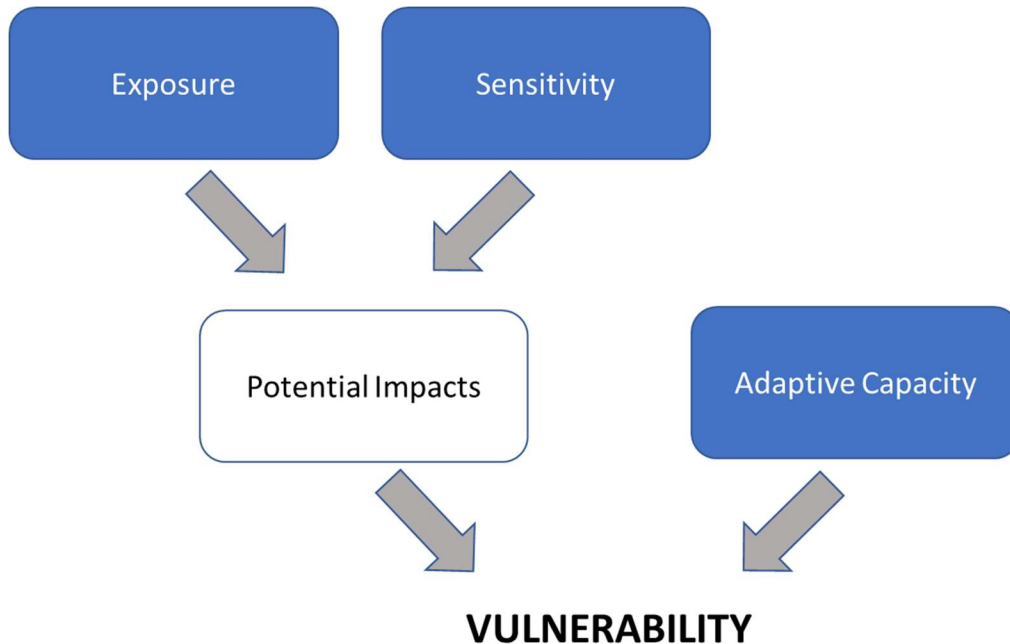 Exposure
Sensitivity
Potential Impacts
Adaptive Capacity
VULNERABILITY